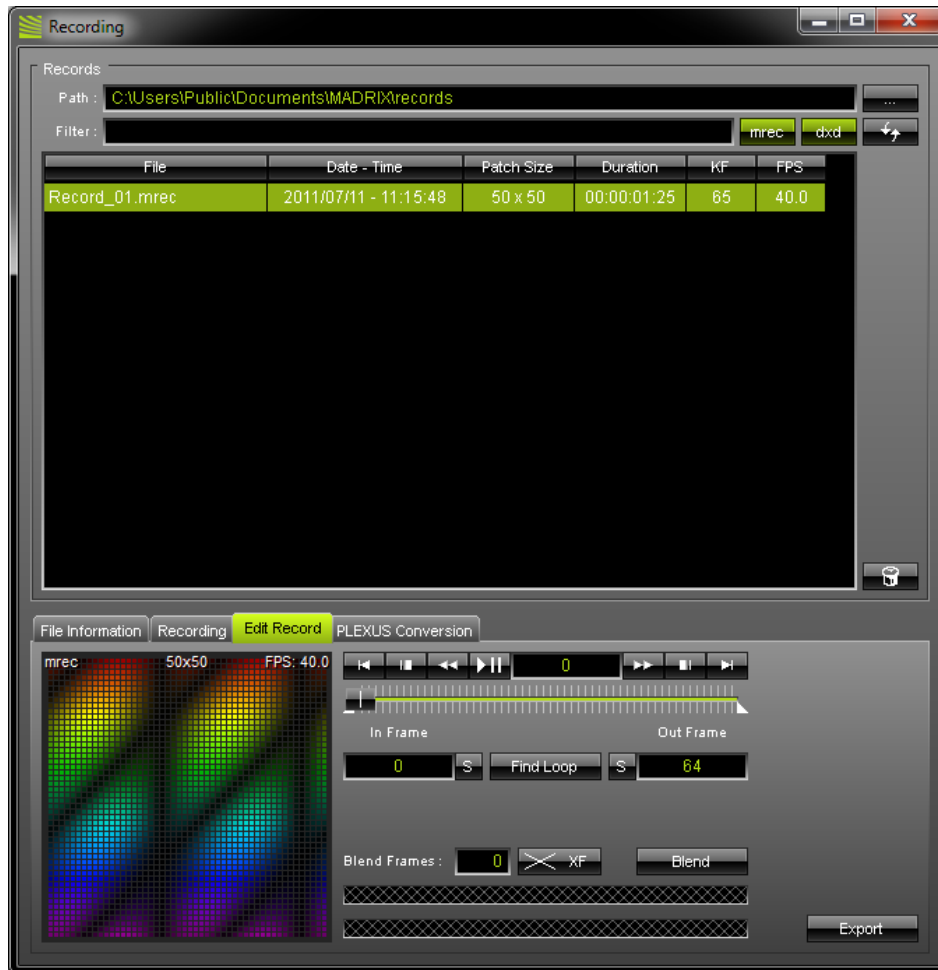 Recording
Records
Path : C:\Users\Public\Documents\MADRIX\records ...
Filter : mrec dxd
File Date - Time Patch Size Duration KF FPS
Record_01.mrec 2011/07/11 - 11:15:48 50 x 50 00:00:01:25 65 40.0
File Information Recording Edit Record PLEXUS Conversion
mrec 50x50 FPS: 40.0 0
In Frame Out Frame
0 S Find Loop S 64
Blend Frames : 0 XF Blend
Export